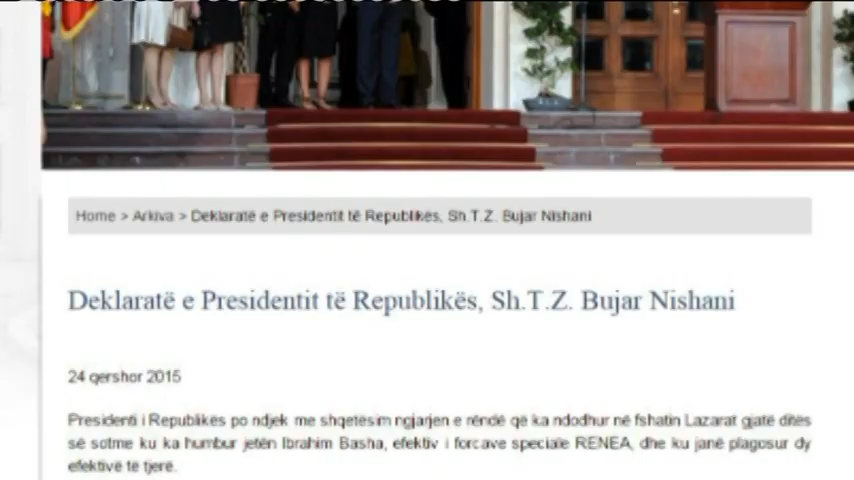 Home > Arkiva > Deklaratë e Presidentit të Republikës, Sh.T.Z. Bujar Nishani
Deklaratë e Presidentit të Republikës, Sh.T.Z. Bujar Nishani
24 qershor 2015
Presidenti i Republikës po ndjek me shqetësim ngjarjen e rëndë që ka ndodhur në fshatin Lazarat gjatë ditës
së sotme ku ka humbur jetën Ibrahim Basha, efektiv i forcave speciale RENEA, dhe ku janë plagosur dy
efektivë të tjerë.